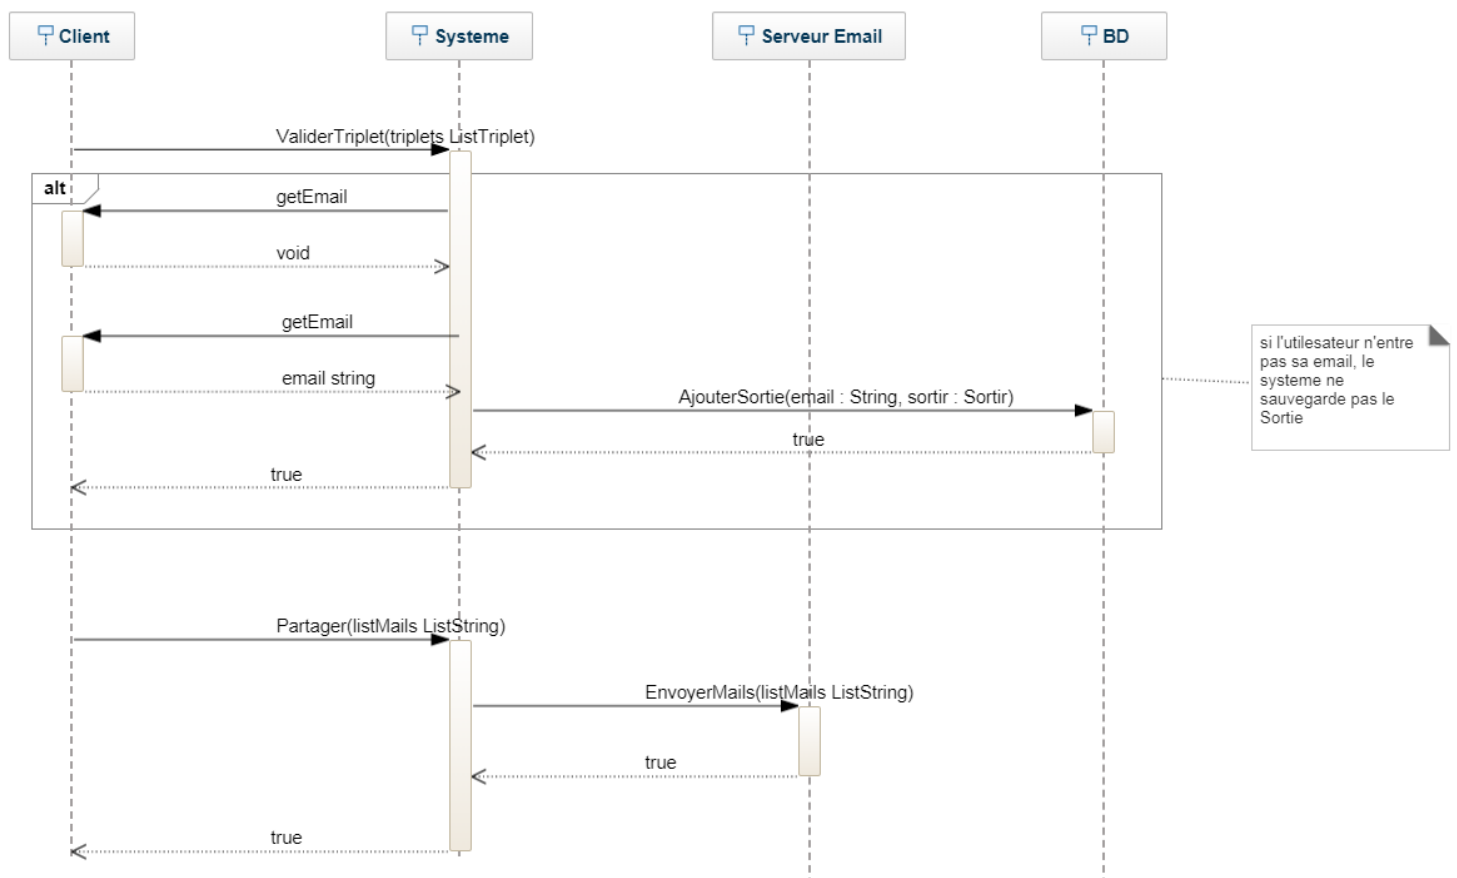 Client
Systeme
Serveur Email
BD
ValiderTriplet(triplets ListTriplet)
alt
getEmail
void
getEmail
email string
AjouterSortie(email : String, sortir : Sortir)
true
true
si l'utilesateur n'entre
pas sa email, le
systeme ne
sauvegarde pas le
Sortie
Partager(listMails ListString)
EnvoyerMails(listMails ListString)
true
true